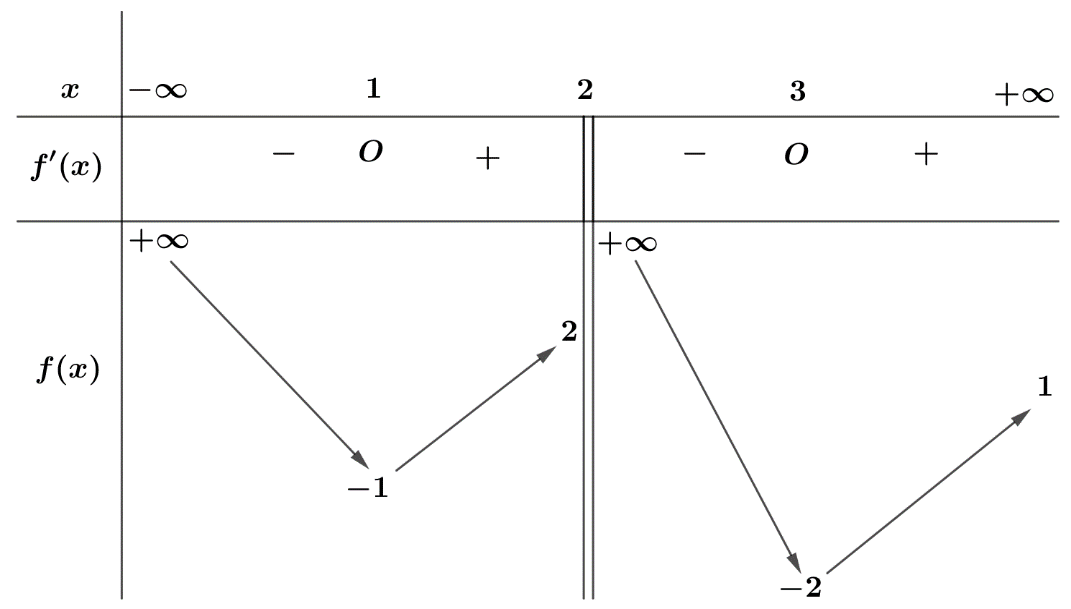 x −∞ 1 2 3 +∞
f′(x) − O + − O +
+∞ +∞
2
f(x) 1
−1
−2